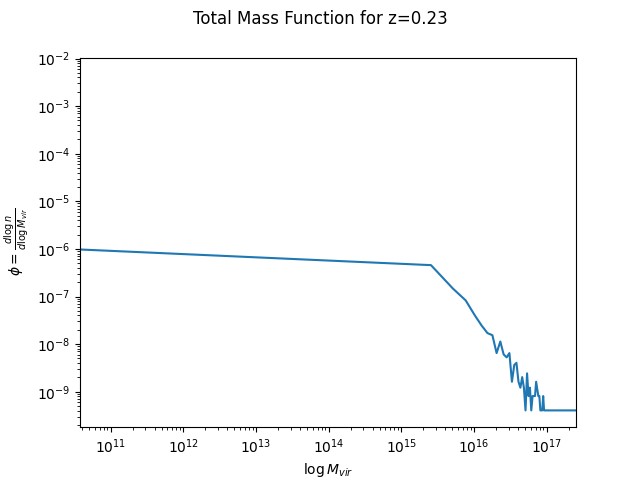 Total Mass Function for z=0.23
10⁻²
10⁻³
10⁻⁴
10⁻⁵
10⁻⁶
10⁻⁷
10⁻⁸
10⁻⁹
ϕ = d log n / d log M_vir
10¹¹ 10¹² 10¹³ 10¹⁴ 10¹⁵ 10¹⁶ 10¹⁷
log M_vir